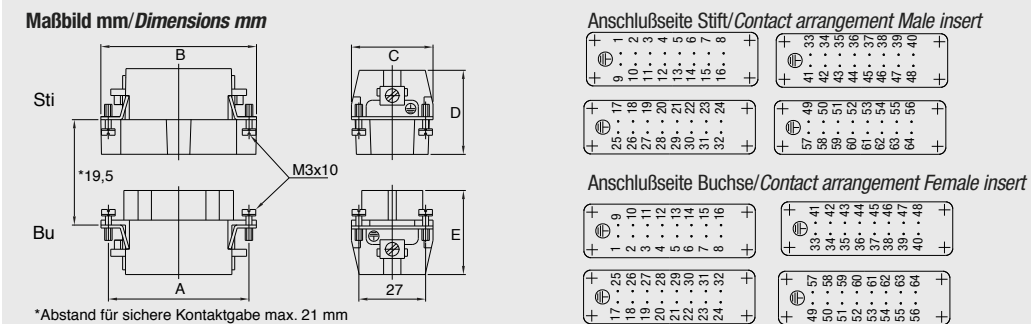 Maßbild mm/Dimensions mm
B
C
Sti
D
*19,5
M3x10
Bu
E
A
27
*Abstand für sichere Kontaktgabe max. 21 mm
Anschlußseite Stift/Contact arrangement Male insert
1 2 3 4 5 6 7 8
9 10 11 12 13 14 15 16
33 34 35 36 37 38 39 40
41 42 43 44 45 46 47 48
17 18 19 20 21 22 23 24
25 26 27 28 29 30 31 32
49 50 51 52 53 54 55 56
57 58 59 60 61 62 63 64
Anschlußseite Buchse/Contact arrangement Female insert
9 10 11 12 13 14 15 16
1 2 3 4 5 6 7 8
41 42 43 44 45 46 47 48
33 34 35 36 37 38 39 40
25 26 27 28 29 30 31 32
17 18 19 20 21 22 23 24
57 58 59 60 61 62 63 64
49 50 51 52 53 54 55 56